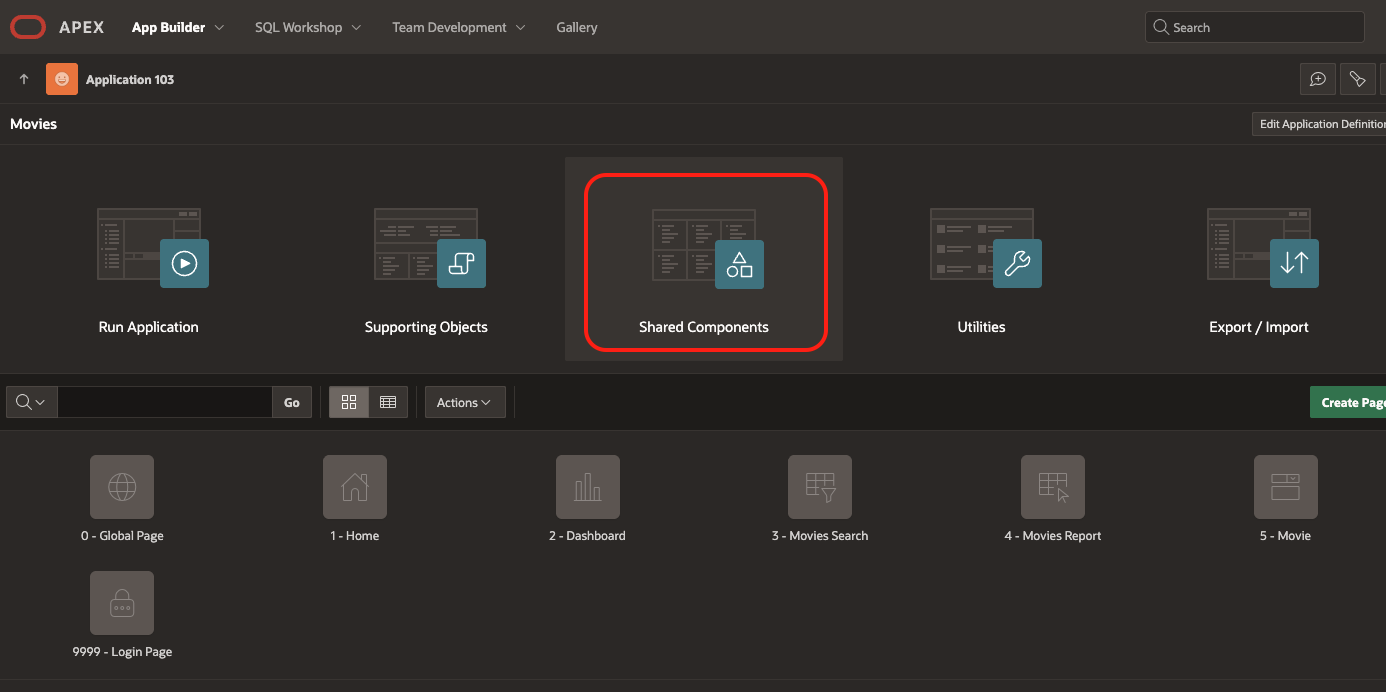 APEX App Builder SQL Workshop Team Development Gallery Search
Application 103
Movies Edit Application Definition
Run Application Supporting Objects Shared Components Utilities Export / Import
Go Actions Create Page
0 - Global Page 1 - Home 2 - Dashboard 3 - Movies Search 4 - Movies Report 5 - Movie
9999 - Login Page